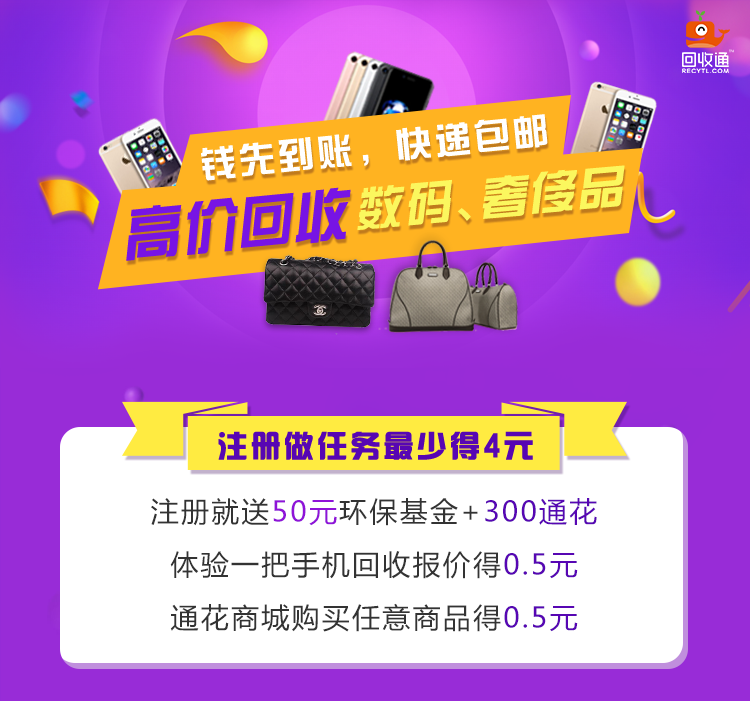 回收通™
RECYTL.COM
钱先到账，快递包邮
高价回收数码、奢侈品
注册做任务最少得4元
注册就送50元环保基金+300通花
体验一把手机回收报价得0.5元
通花商城购买任意商品得0.5元